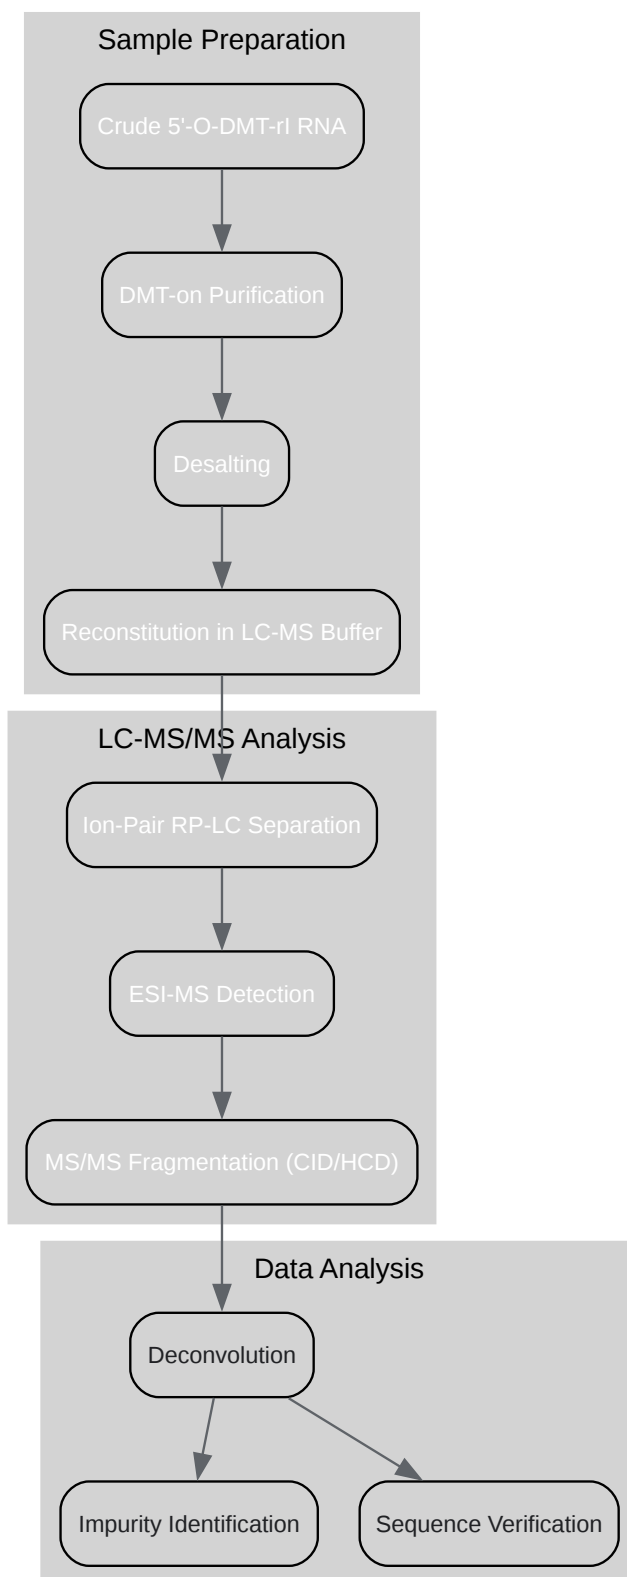 Sample Preparation
Crude 5'-O-DMT-rI RNA
DMT-on Purification
Desalting
Reconstitution in LC-MS Buffer
LC-MS/MS Analysis
Ion-Pair RP-LC Separation
ESI-MS Detection
MS/MS Fragmentation (CID/HCD)
Data Analysis
Deconvolution
Impurity Identification
Sequence Verification